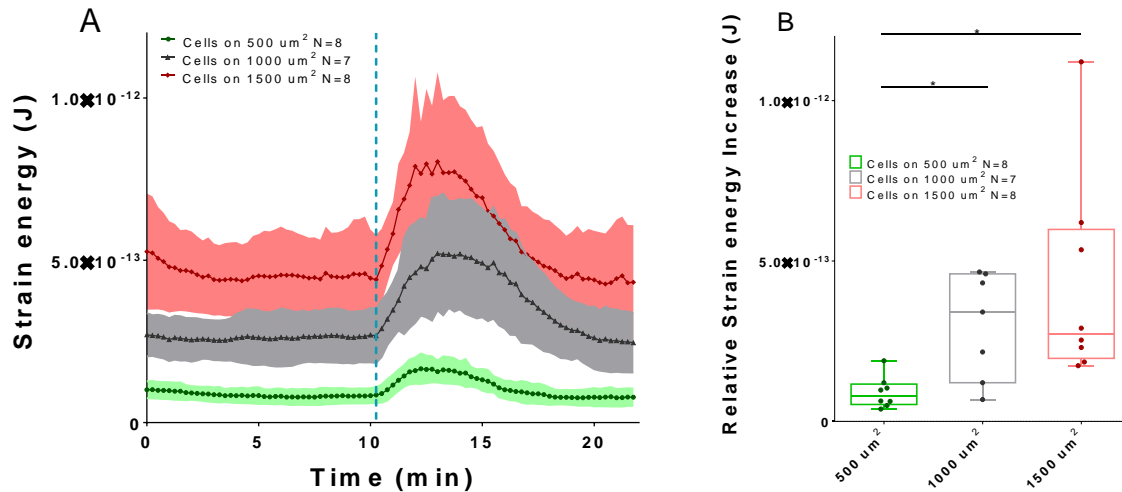 A
Cells on 500 um² N=8
Cells on 1000 um² N=7
Cells on 1500 um² N=8
Strain energy (J)
1.0✖10⁻¹²
5.0✖10⁻¹³
0
0 5 10 15 20
Time (min)
B
*
*
Cells on 500 um² N=8
Cells on 1000 um² N=7
Cells on 1500 um² N=8
Relative Strain energy Increase (J)
1.0✖10⁻¹²
5.0✖10⁻¹³
0
500 um²
1000 um²
1500 um²